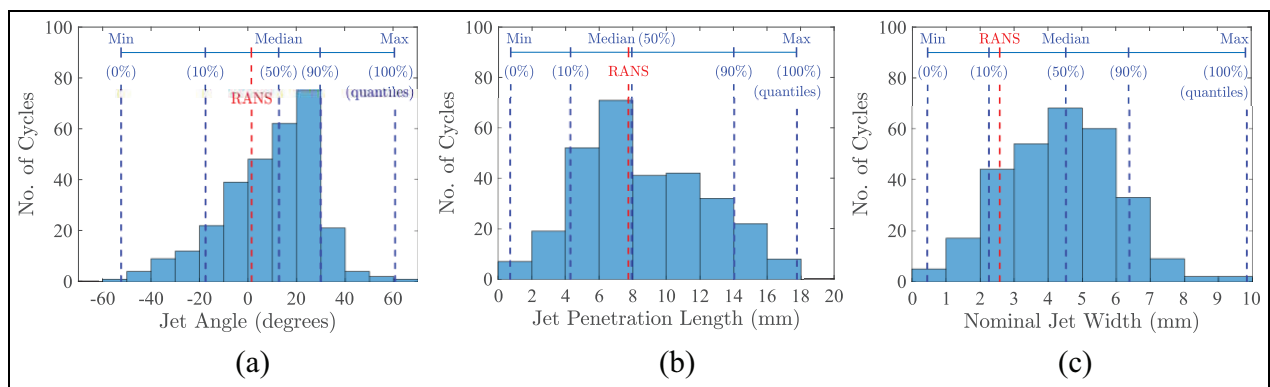 100
80
60
40
20
0
No. of Cycles
Min Median Max
(0%) (10%) (50%) (90%) (100%)
RANS (quantiles)
-60 -40 -20 0 20 40 60
Jet Angle (degrees)
(a)
100
80
60
40
20
0
No. of Cycles
Min Median (50%) Max
(0%) (10%) RANS (90%) (100%)
(quantiles)
0 2 4 6 8 10 12 14 16 18 20
Jet Penetration Length (mm)
(b)
100
80
60
40
20
0
No. of Cycles
Min RANS Median Max
(0%) (10%) (50%) (90%) (100%)
(quantiles)
0 1 2 3 4 5 6 7 8 9 10
Nominal Jet Width (mm)
(c)